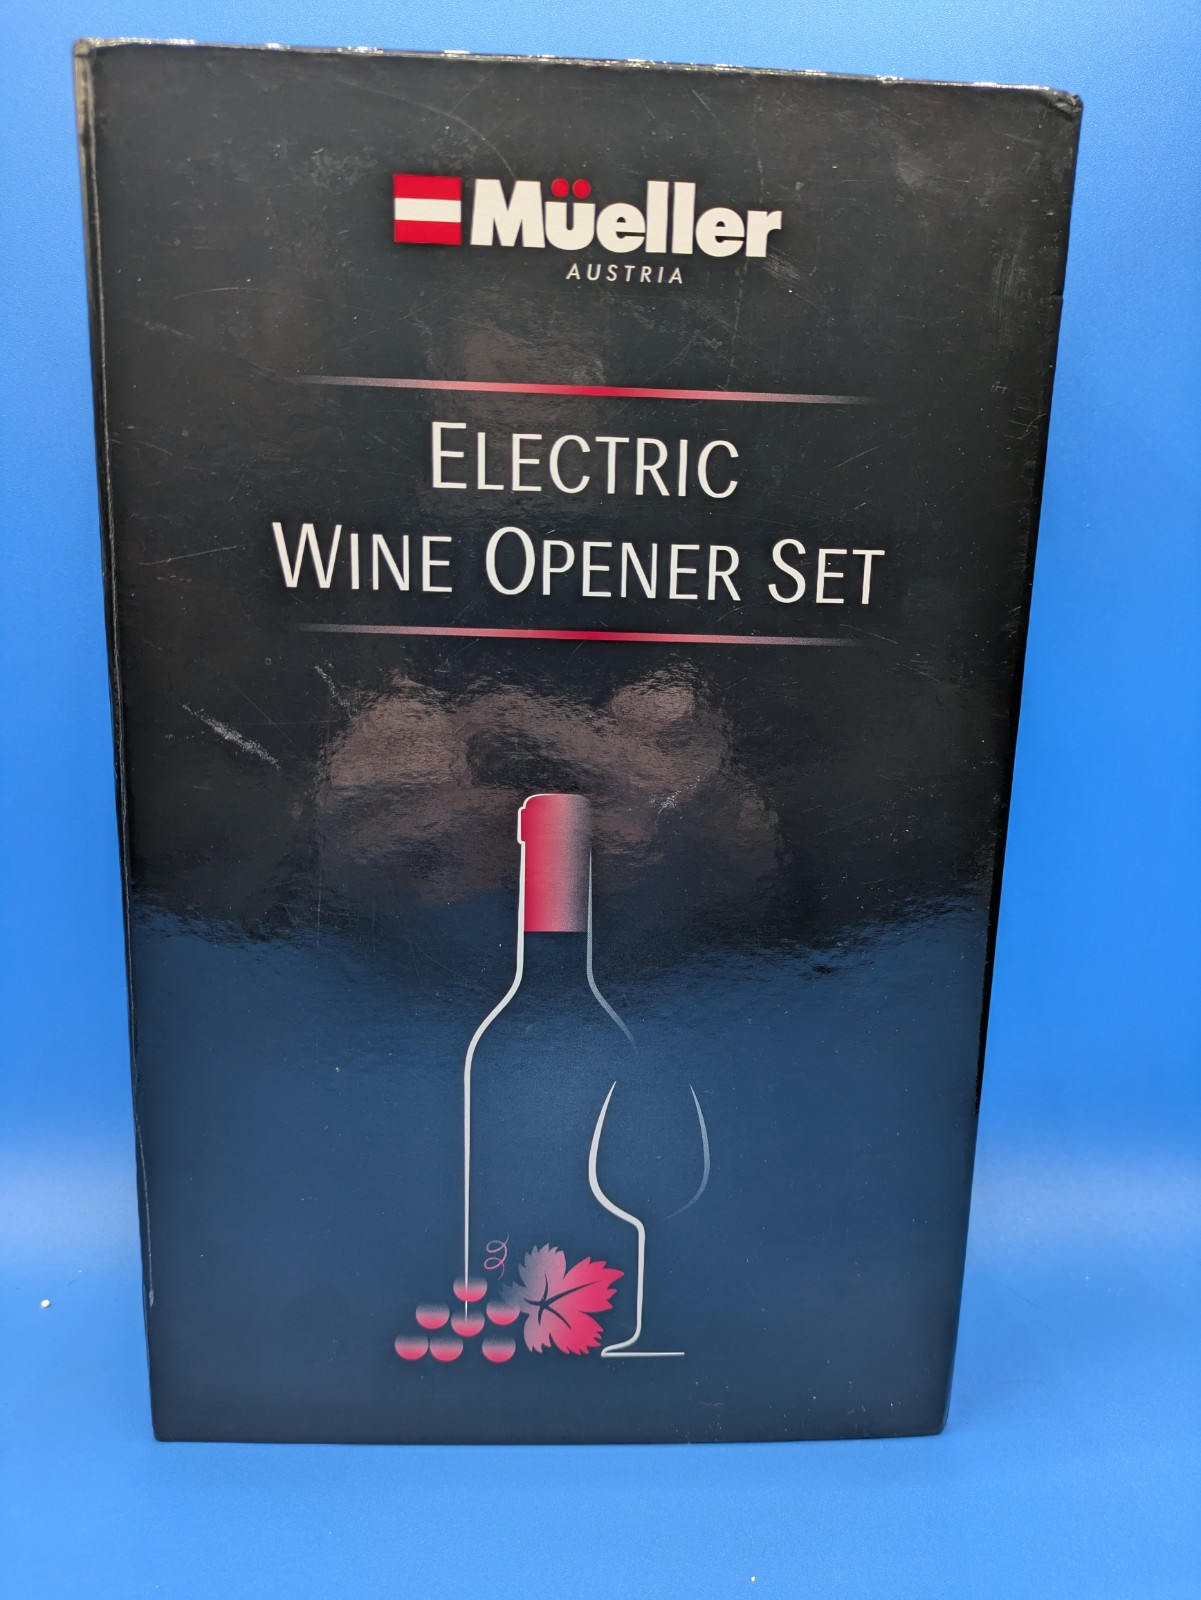 Müeller
AUSTRIA
ELECTRIC
WINE OPENER SET